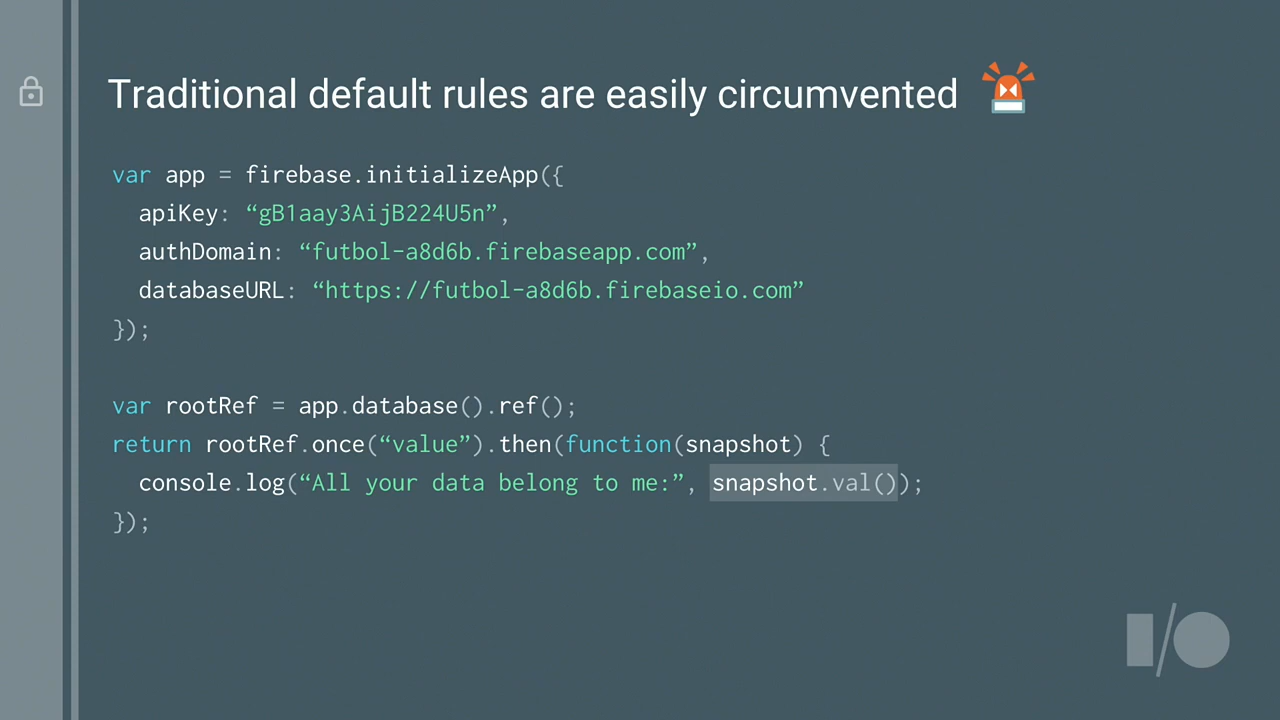 Traditional default rules are easily circumvented
var app = firebase.initializeApp({
apiKey: “gB1aay3AijB224U5n”,
authDomain: “futbol-a8d6b.firebaseapp.com”,
databaseURL: “https://futbol-a8d6b.firebaseio.com”
});
var rootRef = app.database().ref();
return rootRef.once(“value”).then(function(snapshot) {
console.log(“All your data belong to me:”, snapshot.val());
});
I/O